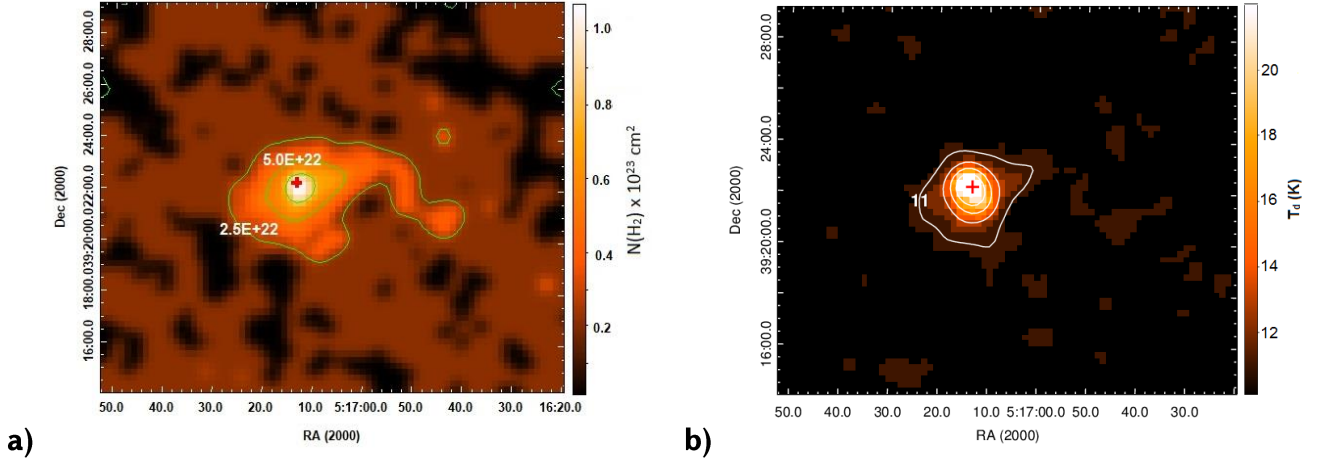 28:00.0
26:00.0
24:00.0
22:00.0
39:20:00.0
18:00.0
16:00.0
Dec (2000)
5.0E+22
2.5E+22
50.0 40.0 30.0 20.0 10.0 5:17:00.0 50.0 40.0 16:20.0
RA (2000)
1.0
0.8
0.6
0.4
0.2
N(H₂) x 10²³ cm²
a)
28:00.0
24:00.0
39:20:00.0
16:00.0
Dec (2000)
11
50.0 40.0 30.0 20.0 10.0 5:17:00.0 50.0 40.0 30.0
RA (2000)
20
18
16
14
12
T_d (K)
b)